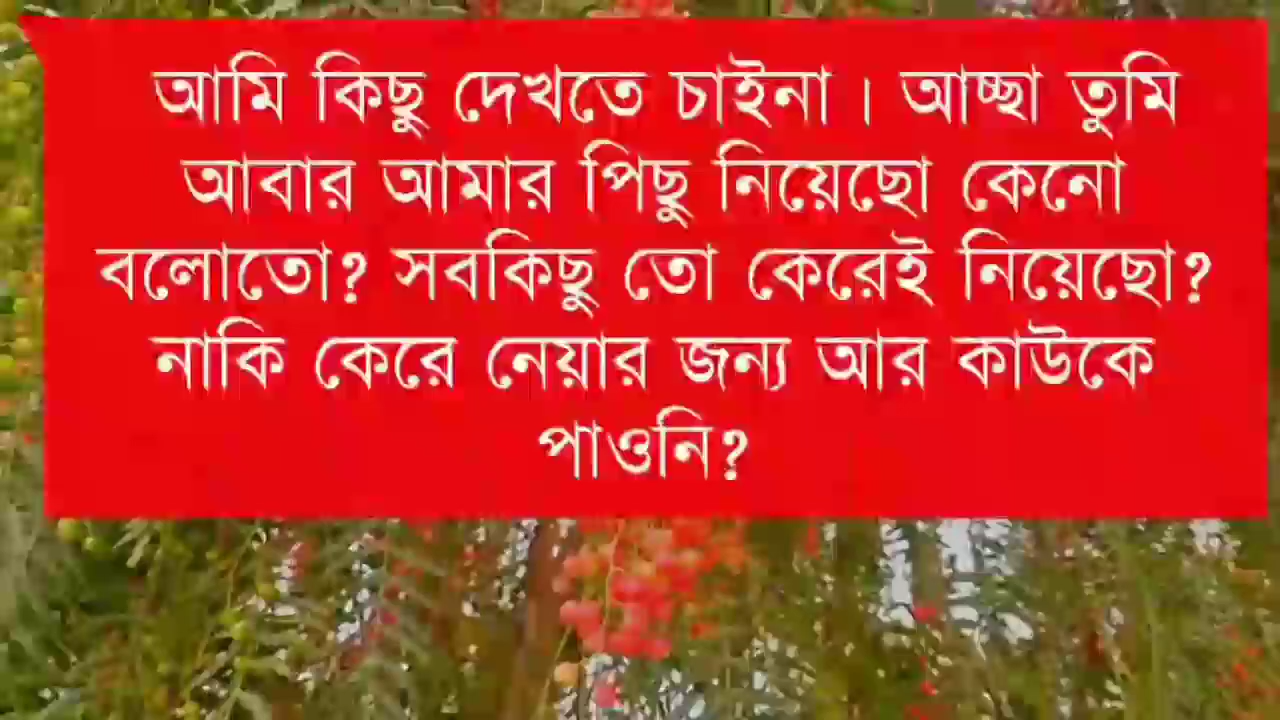 আমি কিছু দেখতে চাইনা। আচ্ছা তুমি
আবার আমার পিছু নিয়েছো কেনো
বলোতো? সবকিছু তো কেরেই নিয়েছো?
নাকি কেরে নেয়ার জন্য আর কাউকে
পাওনি?